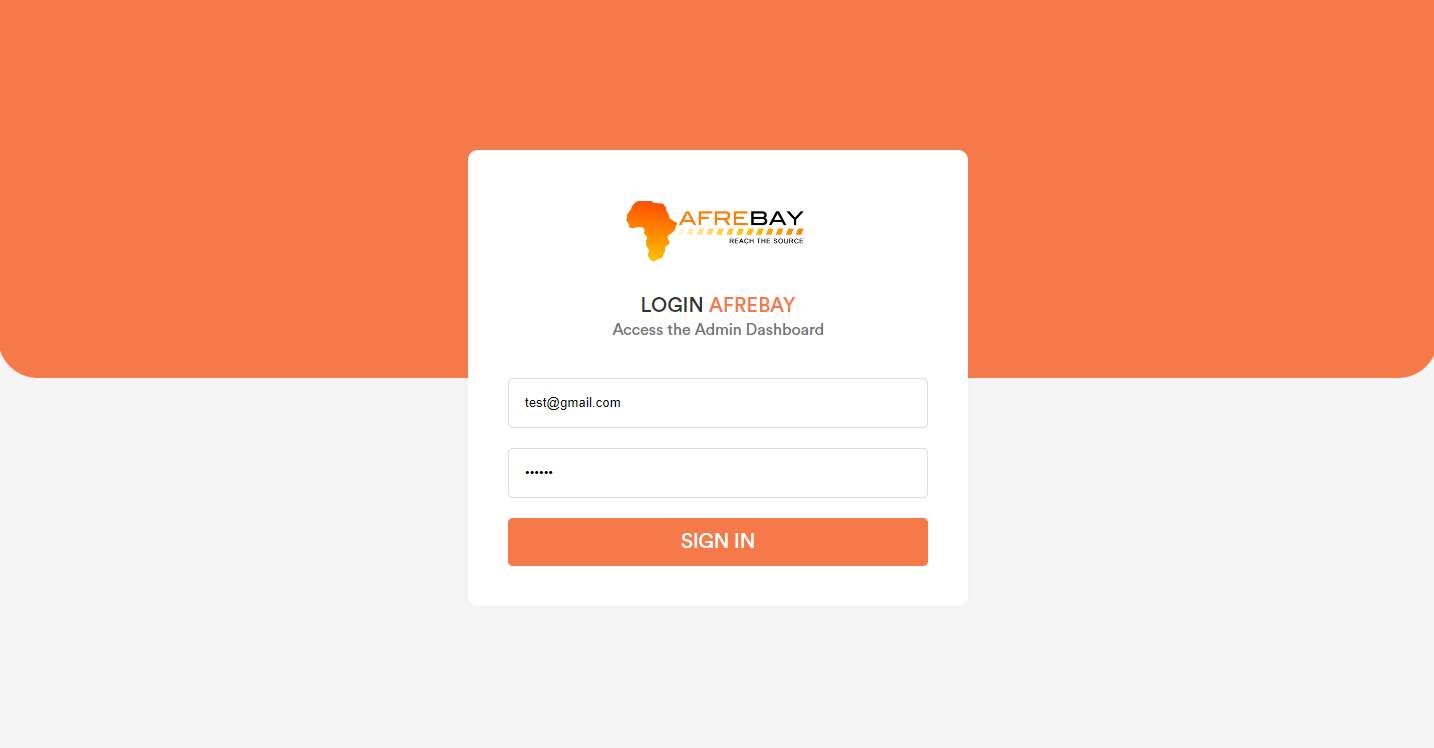 AFREBAY
REACH THE SOURCE
LOGIN AFREBAY
Access the Admin Dashboard
test@gmail.com
••••••
SIGN IN